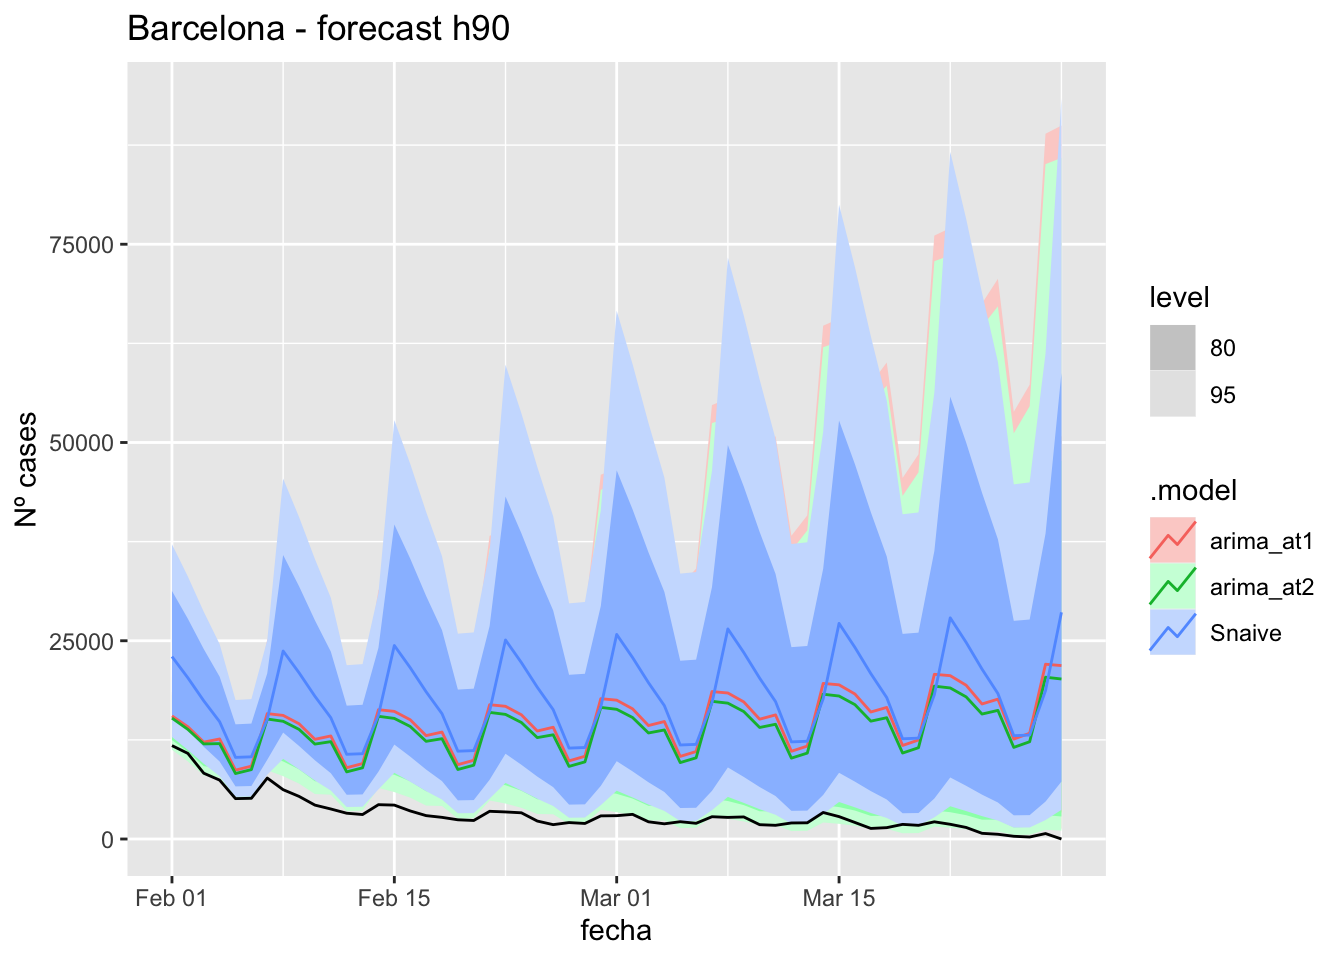 Barcelona - forecast h90
Nº cases
75000
50000
25000
0
Feb 01
Feb 15
Mar 01
Mar 15
fecha
level
80
95
.model
arima_at1
arima_at2
Snaive